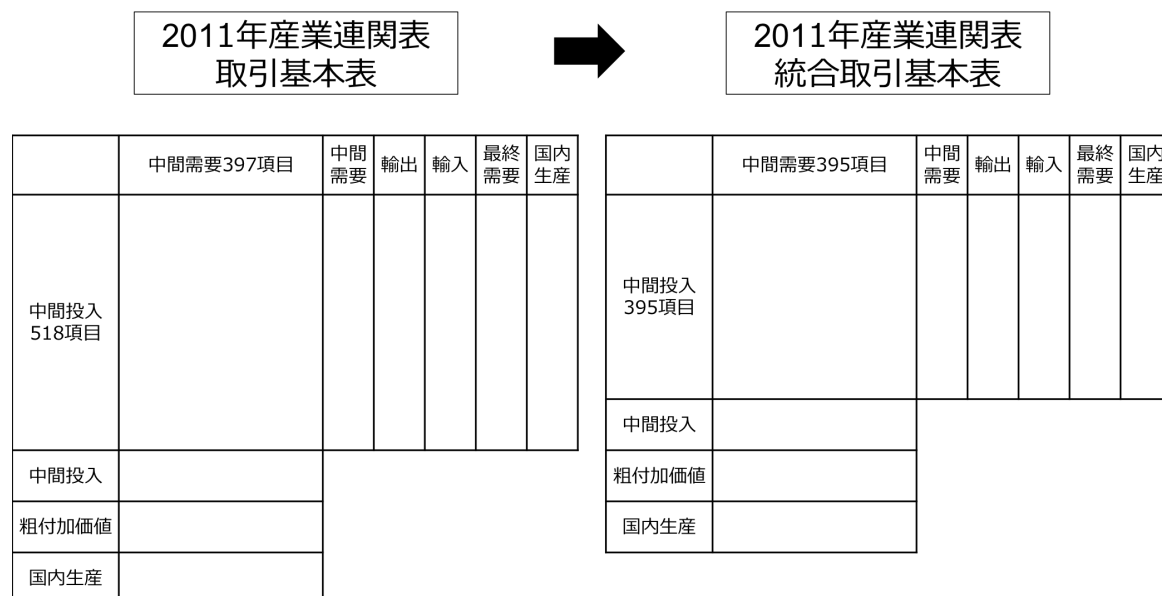 2011年産業連関表
取引基本表
2011年産業連関表
統合取引基本表
中間需要397項目
中間
需要
輸出
輸入
最終
需要
国内
生産
中間投入
518項目
中間投入
粗付加価値
国内生産
中間需要395項目
中間
需要
輸出
輸入
最終
需要
国内
生産
中間投入
395項目
中間投入
粗付加価値
国内生産